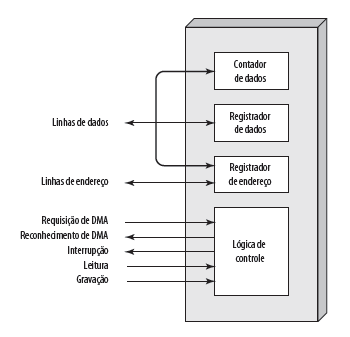 Contador
de dados
Linhas de dados
Registrador
de dados
Linhas de endereço
Registrador
de endereço
Requisição de DMA
Reconhecimento de DMA
Interrupção
Leitura
Gravação
Lógica de
controle